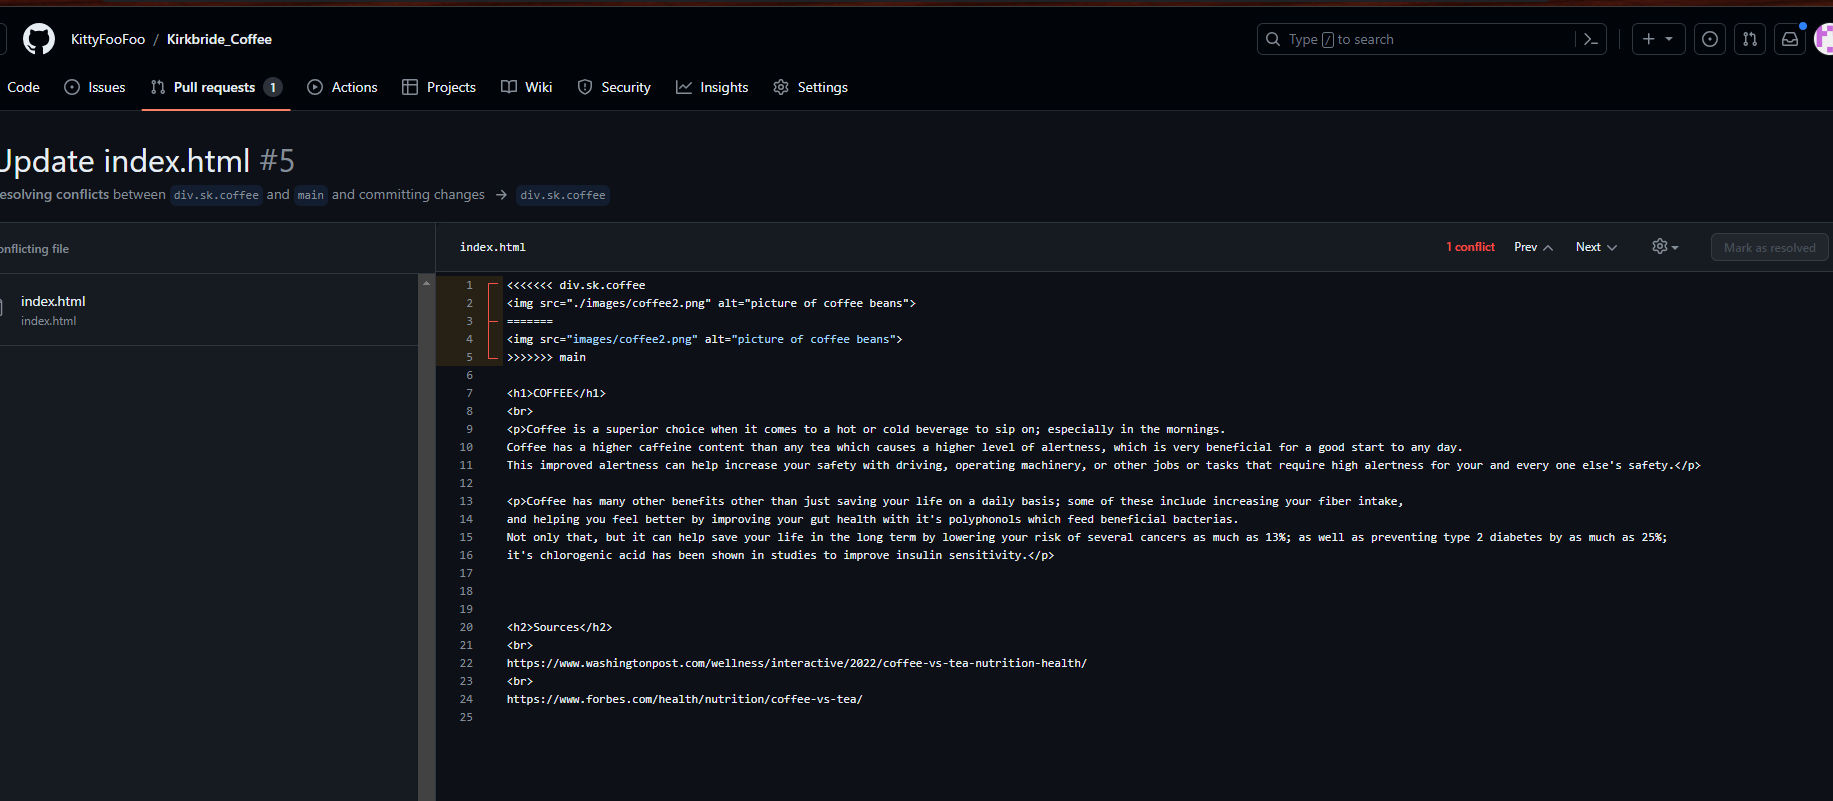 KittyFooFoo / Kirkbride_Coffee
Type / to search
Code Issues Pull requests 1 Actions Projects Wiki Security Insights Settings
Update index.html #5
esolving conflicts between div.sk.coffee and main and committing changes → div.sk.coffee
onflicting file
index.html
index.html
index.html 1 conflict Prev Next Mark as resolved
1 <<<<<<< div.sk.coffee
2 <img src="./images/coffee2.png" alt="picture of coffee beans">
3 =======
4 <img src="images/coffee2.png" alt="picture of coffee beans">
5 >>>>>>> main
6
7 <h1>COFFEE</h1>
8 <br>
9 <p>Coffee is a superior choice when it comes to a hot or cold beverage to sip on; especially in the mornings.
10 Coffee has a higher caffeine content than any tea which causes a higher level of alertness, which is very beneficial for a good start to any day.
11 This improved alertness can help increase your safety with driving, operating machinery, or other jobs or tasks that require high alertness for your and every one else's safety.</p>
12
13 <p>Coffee has many other benefits other than just saving your life on a daily basis; some of these include increasing your fiber intake,
14 and helping you feel better by improving your gut health with it's polyphonols which feed beneficial bacterias.
15 Not only that, but it can help save your life in the long term by lowering your risk of several cancers as much as 13%; as well as preventing type 2 diabetes by as much as 25%;
16 it's chlorogenic acid has been shown in studies to improve insulin sensitivity.</p>
17
18
19
20 <h2>Sources</h2>
21 <br>
22 https://www.washingtonpost.com/wellness/interactive/2022/coffee-vs-tea-nutrition-health/
23 <br>
24 https://www.forbes.com/health/nutrition/coffee-vs-tea/
25